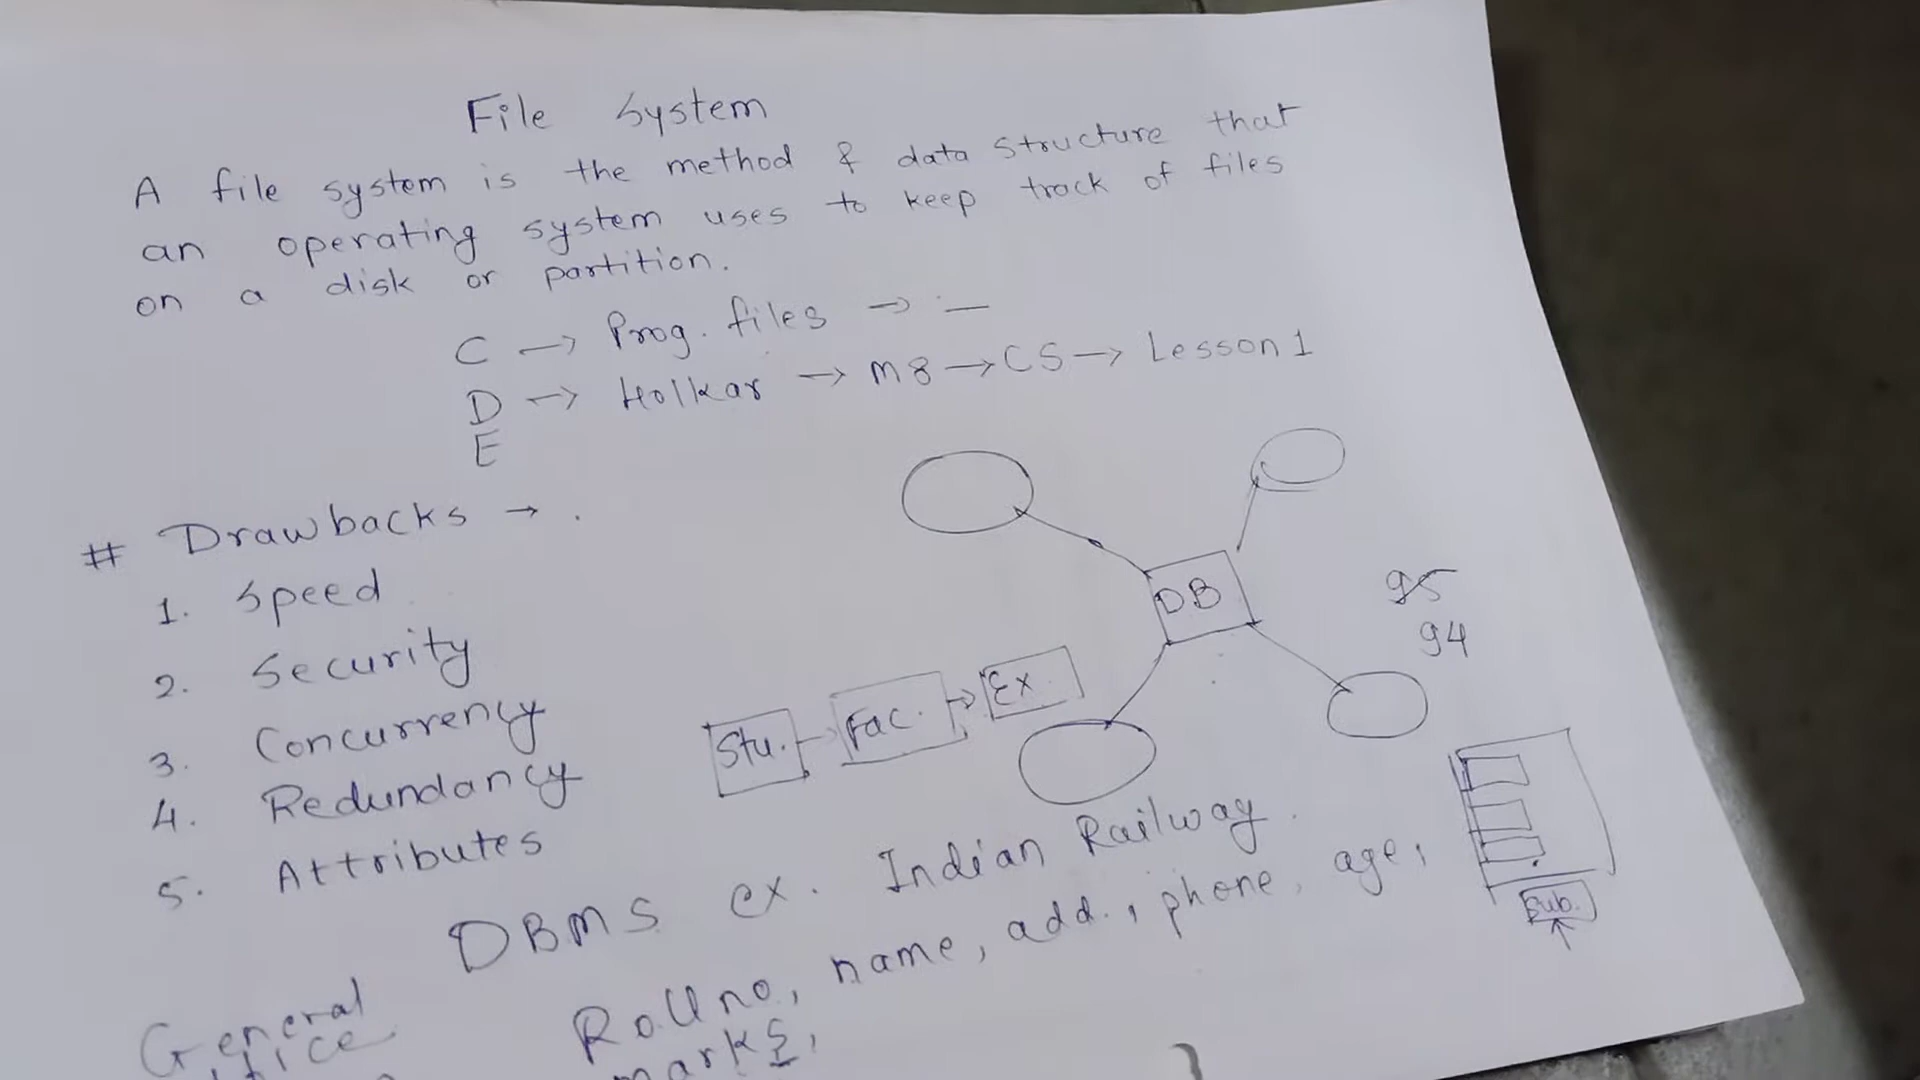 File System
A file system is the method & data structure that
an operating system uses to keep track of files
on a disk or partition.
C → Prog. files → —
D → Holkar → M8 → CS → Lesson 1
E
# Drawbacks →
1. Speed
2. Security
3. Concurrency
4. Redundancy
5. Attributes
DB
95
94
Stu. → Fac. → Ex.
Sub.
DBMS ex. Indian Railway.
General
Roll no, name, add., phone, age,
marks,